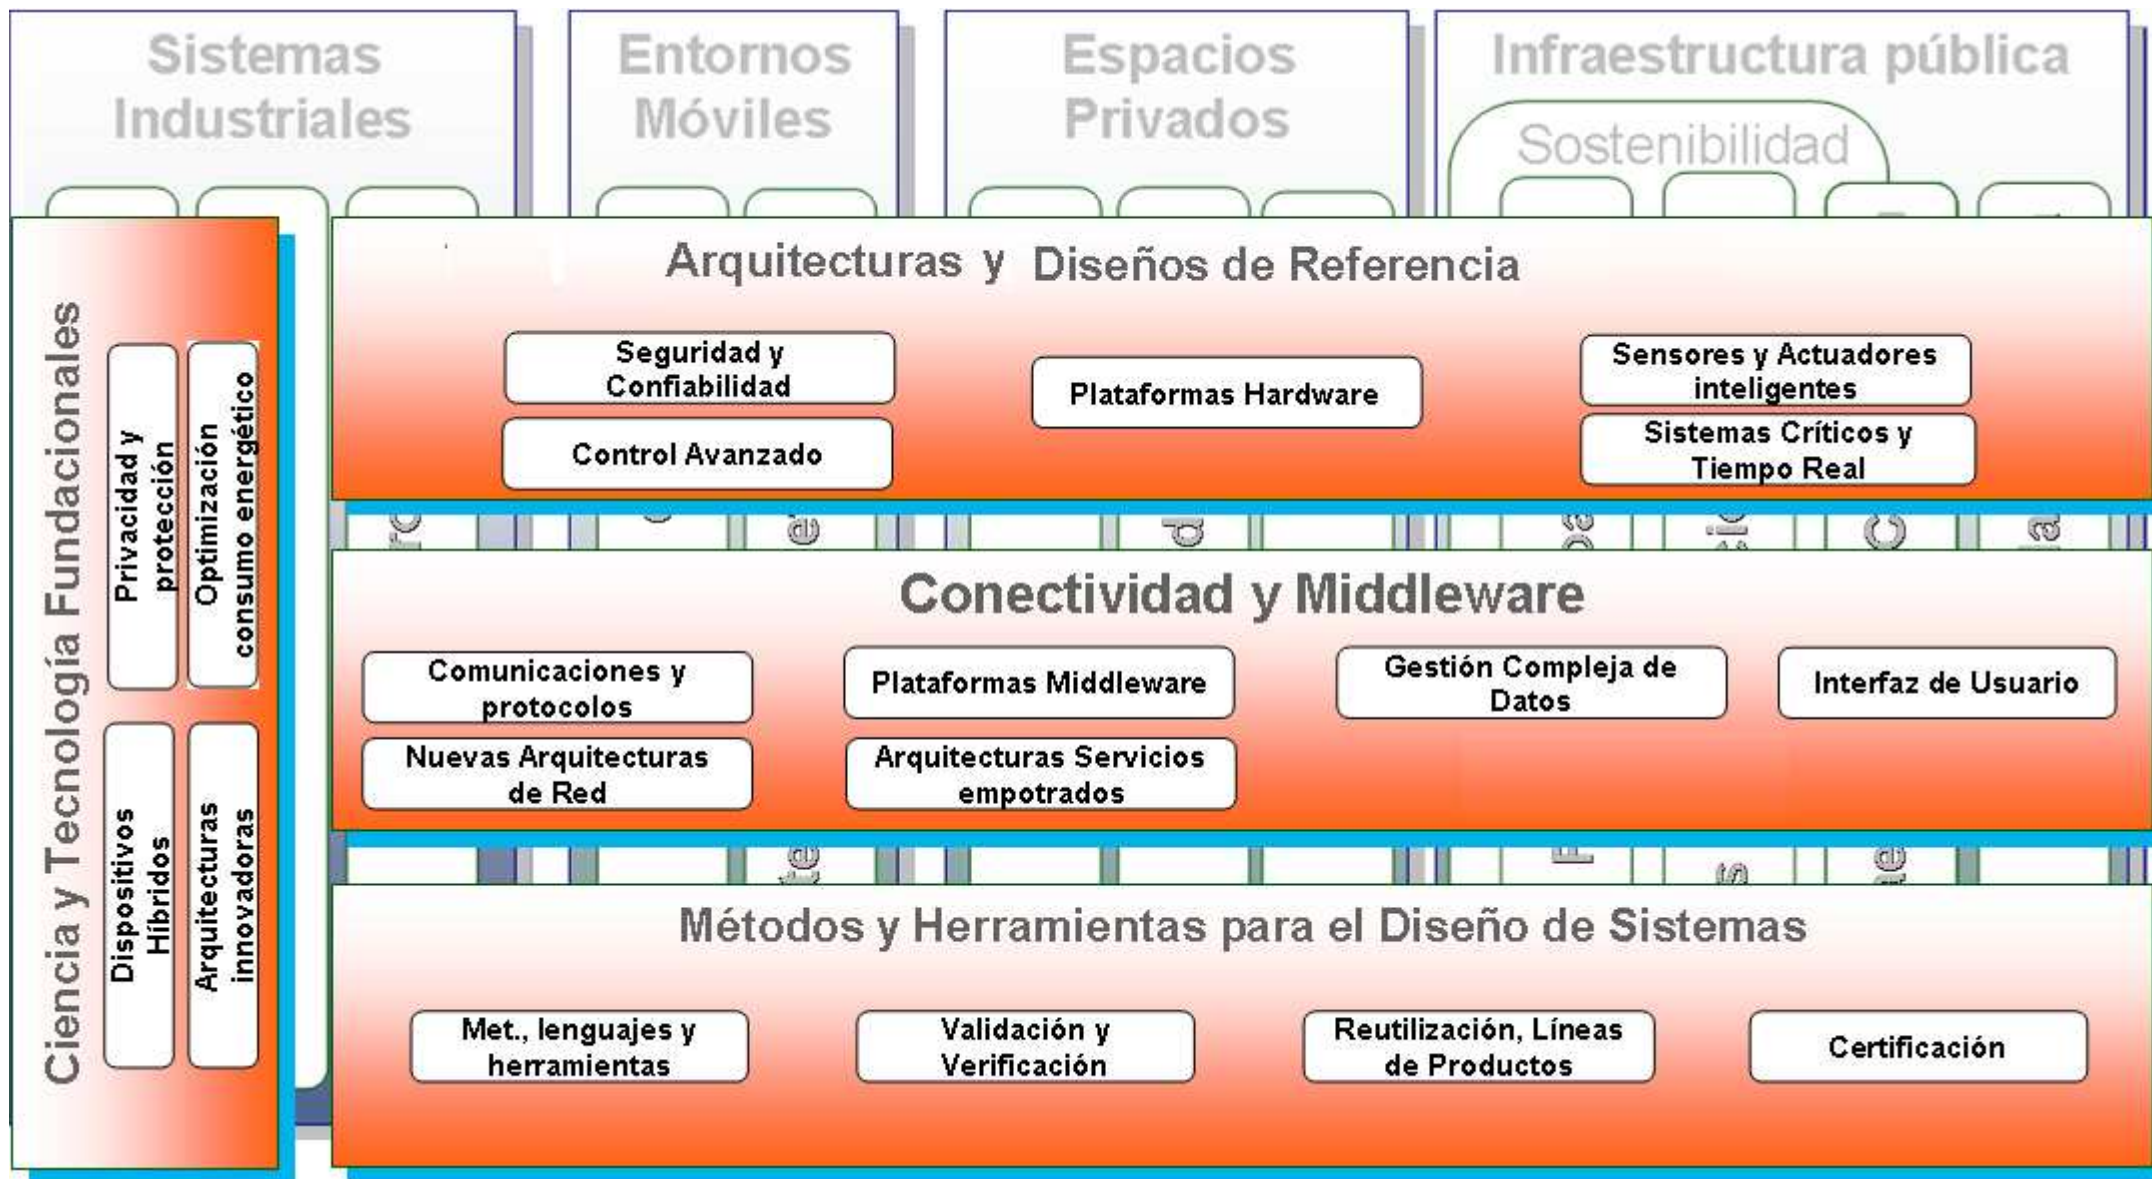 Sistemas
Industriales
Entornos
Móviles
Espacios
Privados
Infraestructura pública
Sostenibilidad
Ciencia y Tecnología Fundacionales
Privacidad y
protección
Optimización
consumo energético
Dispositivos
Híbridos
Arquitecturas
innovadoras
Arquitecturas y Diseños de Referencia
Seguridad y
Confiabilidad
Control Avanzado
Plataformas Hardware
Sensores y Actuadores
inteligentes
Sistemas Críticos y
Tiempo Real
Conectividad y Middleware
Comunicaciones y
protocolos
Nuevas Arquitecturas
de Red
Plataformas Middleware
Arquitecturas Servicios
empotrados
Gestión Compleja de
Datos
Interfaz de Usuario
Métodos y Herramientas para el Diseño de Sistemas
Met., lenguajes y
herramientas
Validación y
Verificación
Reutilización, Líneas
de Productos
Certificación